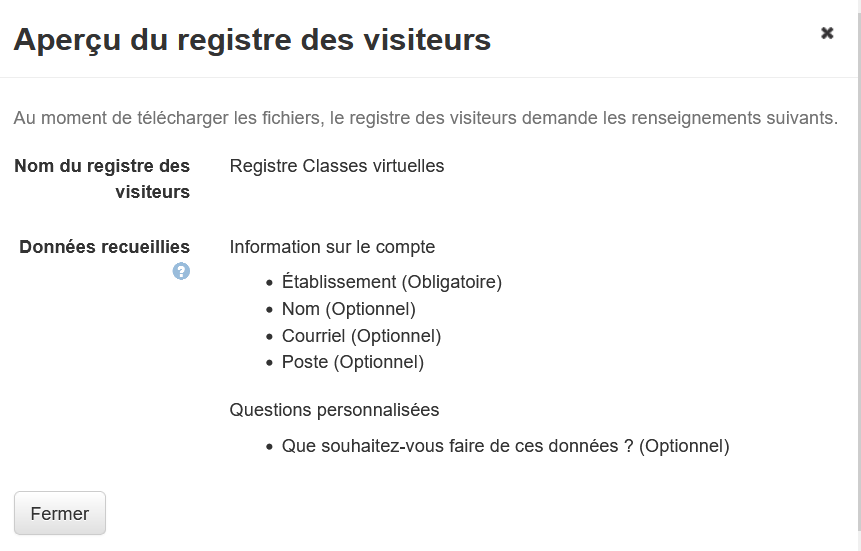 Aperçu du registre des visiteurs
Au moment de télécharger les fichiers, le registre des visiteurs demande les renseignements suivants.
Nom du registre des visiteurs
Registre Classes virtuelles
Données recueillies
Information sur le compte
Établissement (Obligatoire)
Nom (Optionnel)
Courriel (Optionnel)
Poste (Optionnel)
Questions personnalisées
Que souhaitez-vous faire de ces données ? (Optionnel)
Fermer